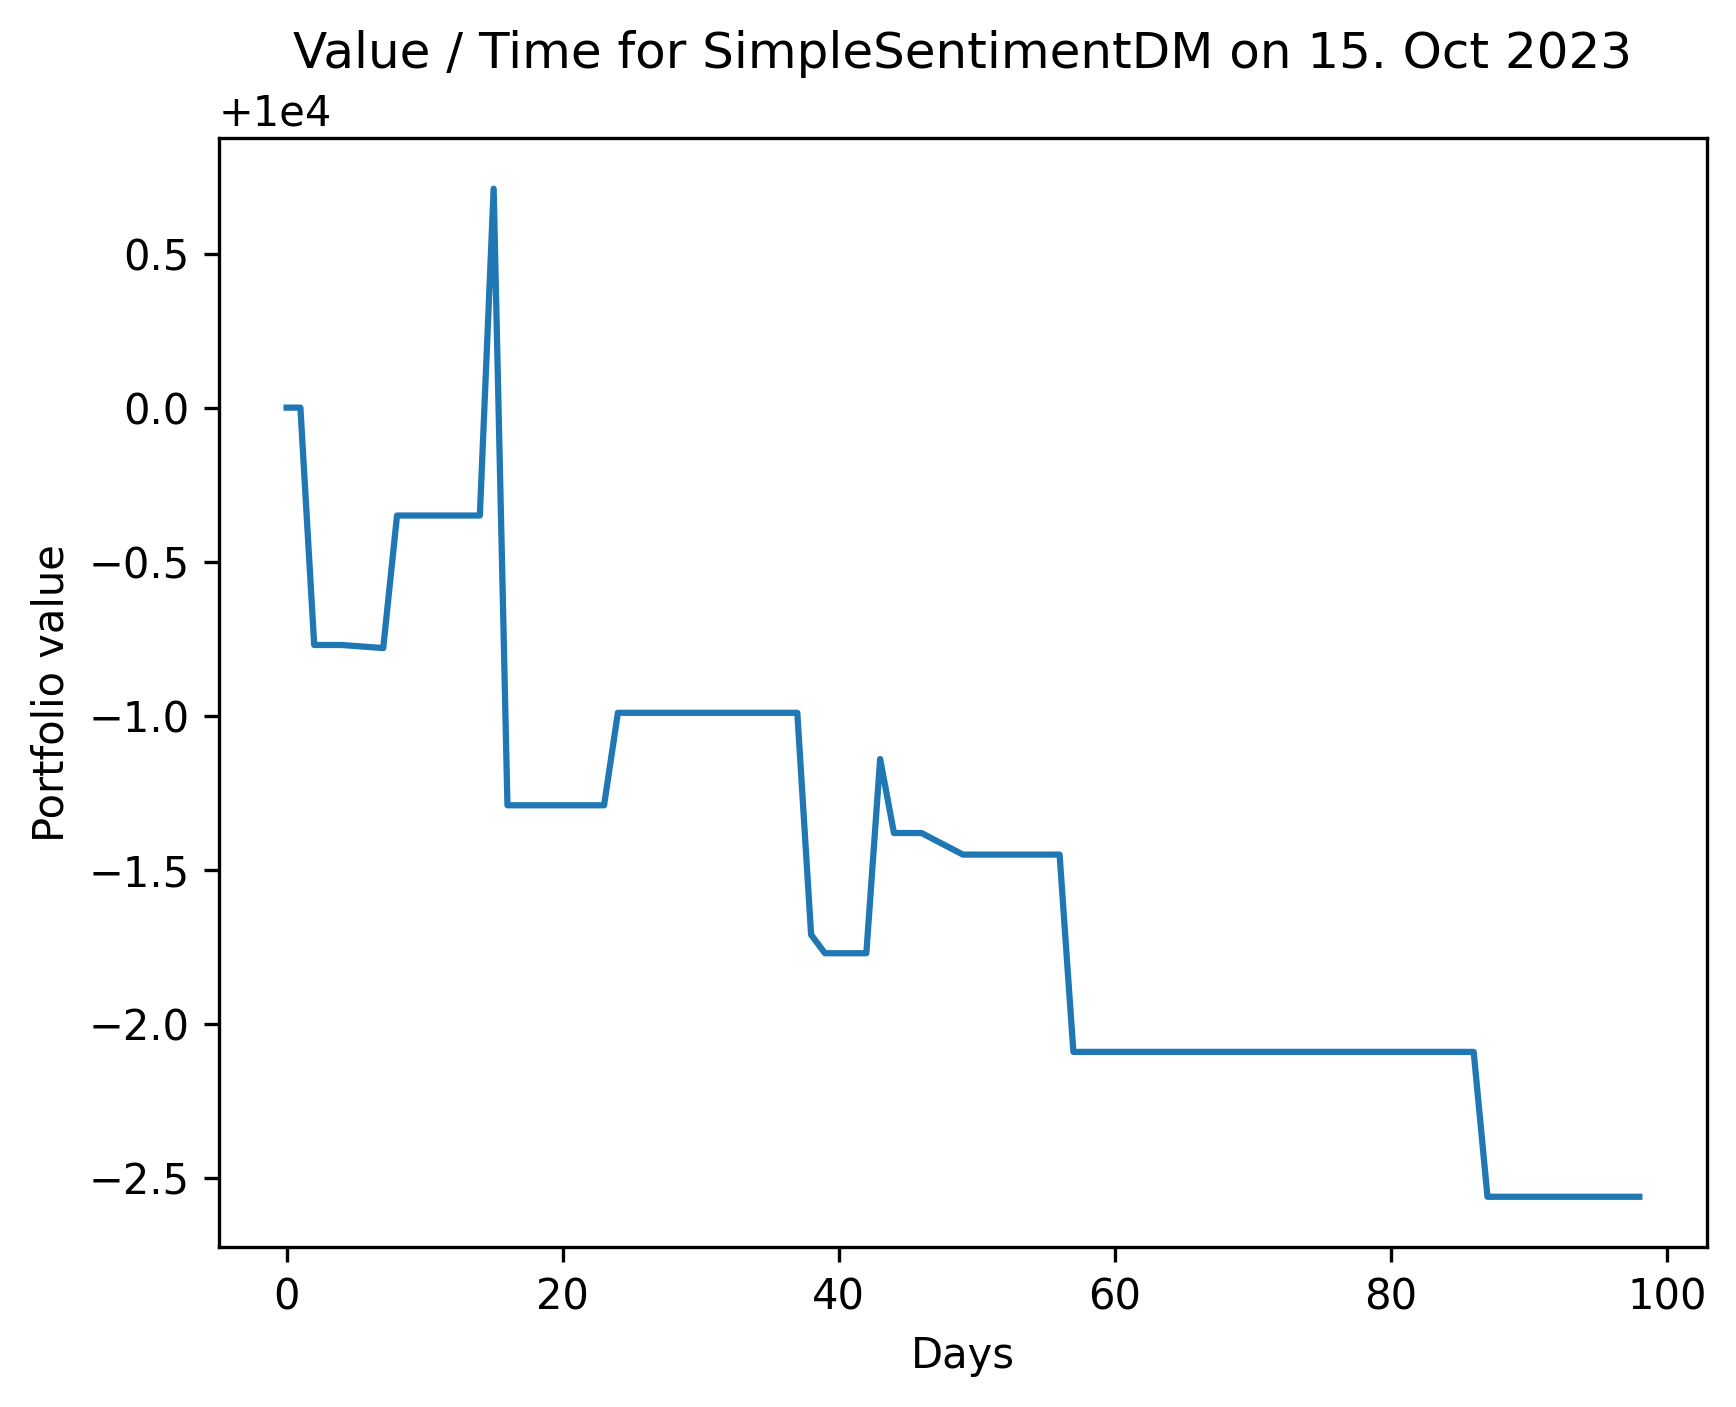 Value / Time for SimpleSentimentDM on 15. Oct 2023
+1e4
0.5
0.0
−0.5
−1.0
−1.5
−2.0
−2.5
Portfolio value
0 20 40 60 80 100
Days